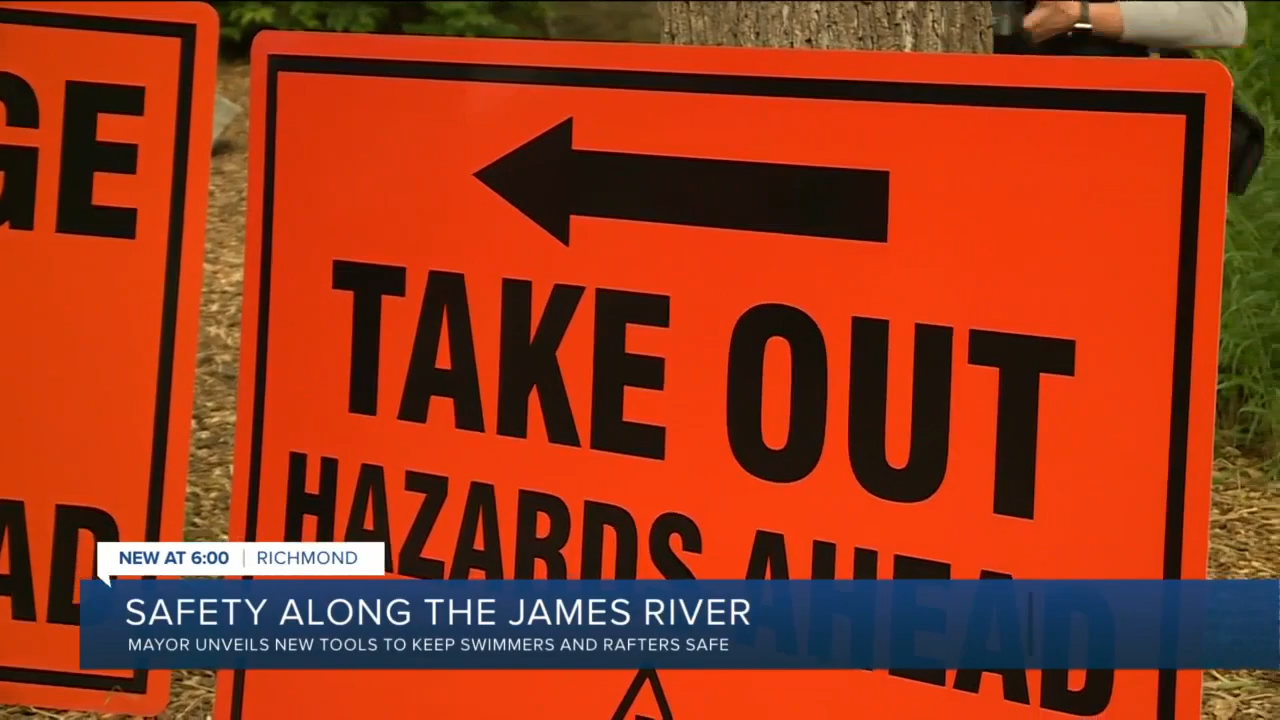 GE
AD
TAKE OUT
HAZARDS AHEAD
NEW AT 6:00 | RICHMOND
SAFETY ALONG THE JAMES RIVER
MAYOR UNVEILS NEW TOOLS TO KEEP SWIMMERS AND RAFTERS SAFE